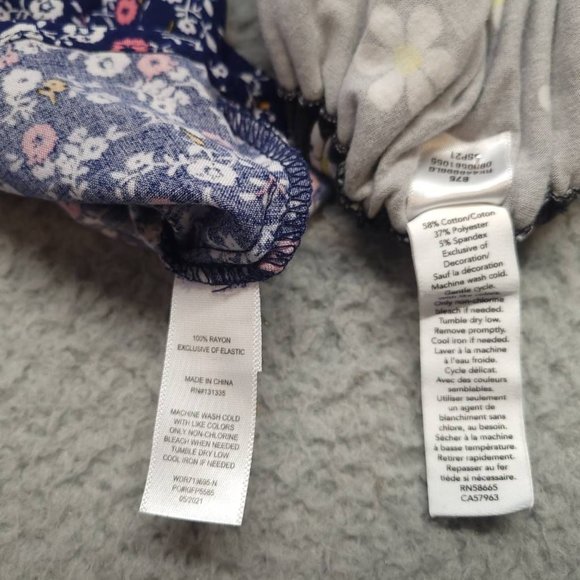 100% RAYON
EXCLUSIVE OF ELASTIC
MADE IN CHINA
RN#131335
MACHINE WASH COLD
WITH LIKE COLORS
ONLY NON-CHLORINE
BLEACH WHEN NEEDED
TUMBLE DRY LOW
COOL IRON IF NEEDED
05/2021
B76
58% Cotton/Coton
37% Polyester
5% Spandex
Exclusive of
Decoration/
Sauf la décoration
Machine wash cold.
Gentle cycle.
Only non-chlorine
bleach if needed.
Tumble dry low.
Remove promptly.
Cool iron if needed.
Laver à la machine
à l'eau froide.
Cycle délicat.
Avec des couleurs
semblables.
Utiliser seulement
un agent de
blanchiment sans
chlore, au besoin.
Sécher à la machine
à basse température.
Retirer rapidement.
Repasser au fer
tiède si nécessaire.
RN58665
CA57963